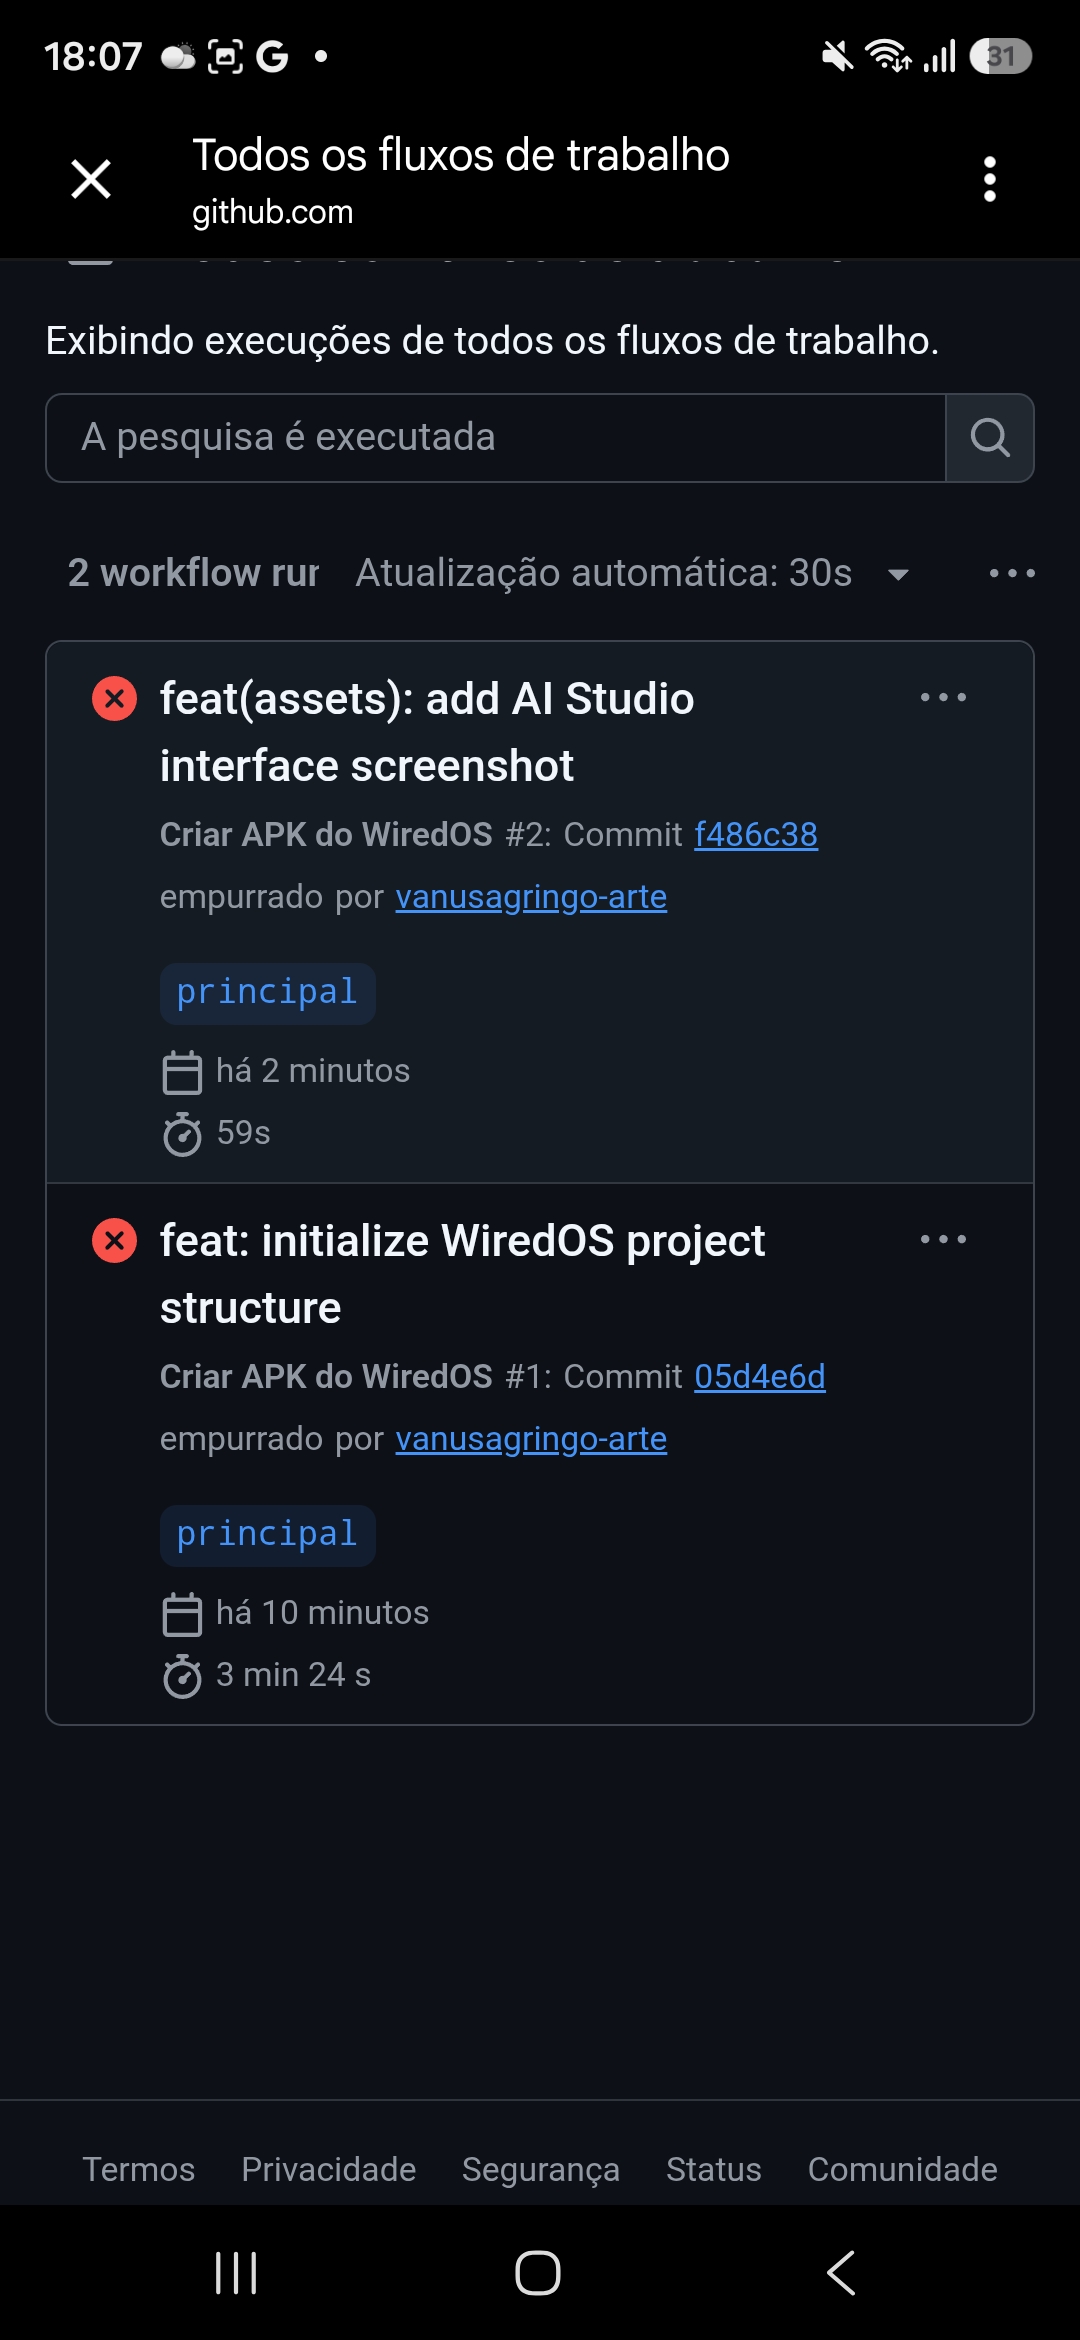 18:07
31
Todos os fluxos de trabalho
github.com
Exibindo execuções de todos os fluxos de trabalho.
A pesquisa é executada
2 workflow rur Atualização automática: 30s
feat(assets): add AI Studio
interface screenshot
Criar APK do WiredOS #2: Commit f486c38
empurrado por vanusagringo-arte
principal
há 2 minutos
59s
feat: initialize WiredOS project
structure
Criar APK do WiredOS #1: Commit 05d4e6d
empurrado por vanusagringo-arte
principal
há 10 minutos
3 min 24 s
Termos Privacidade Segurança Status Comunidade